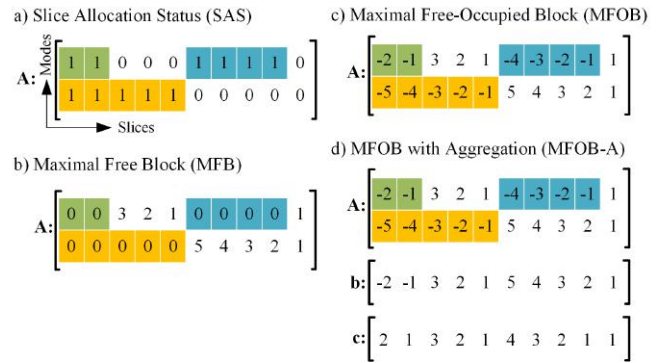 a) Slice Allocation Status (SAS)
A:
Modes
1 1 0 0 0 1 1 1 1 0
1 1 1 1 1 0 0 0 0 0
Slices
b) Maximal Free Block (MFB)
A:
0 0 3 2 1 0 0 0 0 1
0 0 0 0 0 5 4 3 2 1
c) Maximal Free-Occupied Block (MFOB)
A:
-2 -1 3 2 1 -4 -3 -2 -1 1
-5 -4 -3 -2 -1 5 4 3 2 1
d) MFOB with Aggregation (MFOB-A)
A:
-2 -1 3 2 1 -4 -3 -2 -1 1
-5 -4 -3 -2 -1 5 4 3 2 1
b: -2 -1 3 2 1 5 4 3 2 1
c: 2 1 3 2 1 4 3 2 1 1